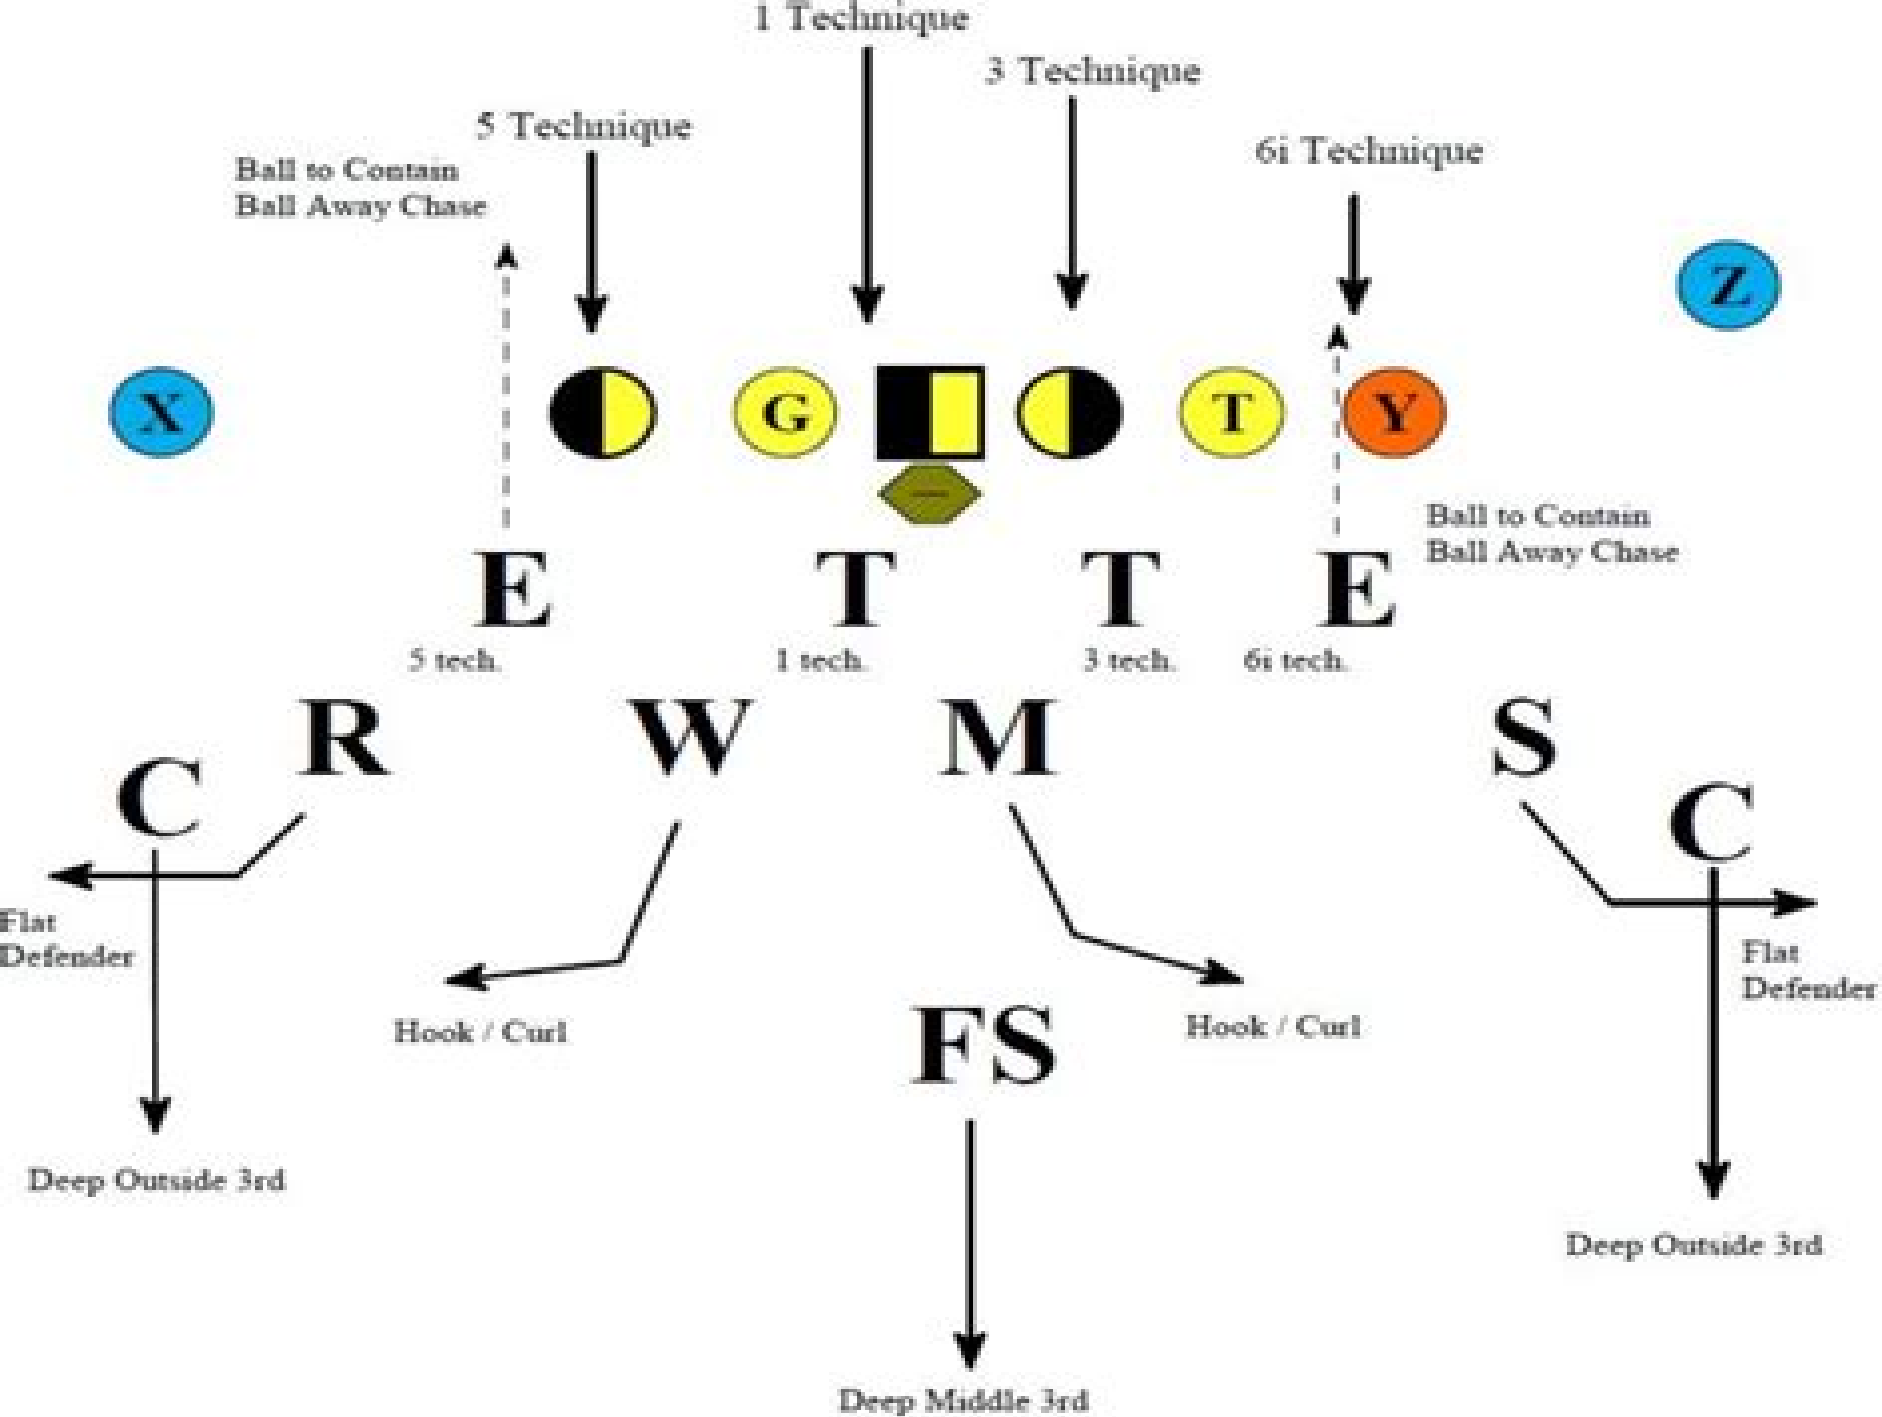 1 Technique
3 Technique
5 Technique
6i Technique
Ball to Contain
Ball Away Chase
Z
X
G
T
Y
Ball to Contain
Ball Away Chase
E
T
T
E
5 tech.
1 tech.
3 tech.
6i tech.
R
W
M
S
C
C
Flat
Defender
Flat
Defender
Hook / Curl
FS
Hook / Curl
Deep Outside 3rd
Deep Outside 3rd
Deep Middle 3rd